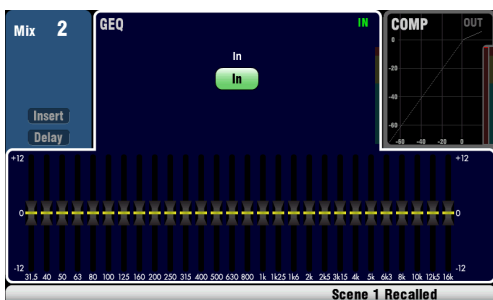 Mix 2
GEQ IN
COMP OUT
0
-20
-40
-60
-60 -40 -20 0
In
In
Insert
Delay
+12 +12
0 0
-12 -12
31.5 40 50 63 80 100 125 160 200 250 315 400 500 630 800 1k 1k25 1k6 2k 2k5 3k15 4k 5k 6k3 8k 10k 12k5 16k
Scene 1 Recalled